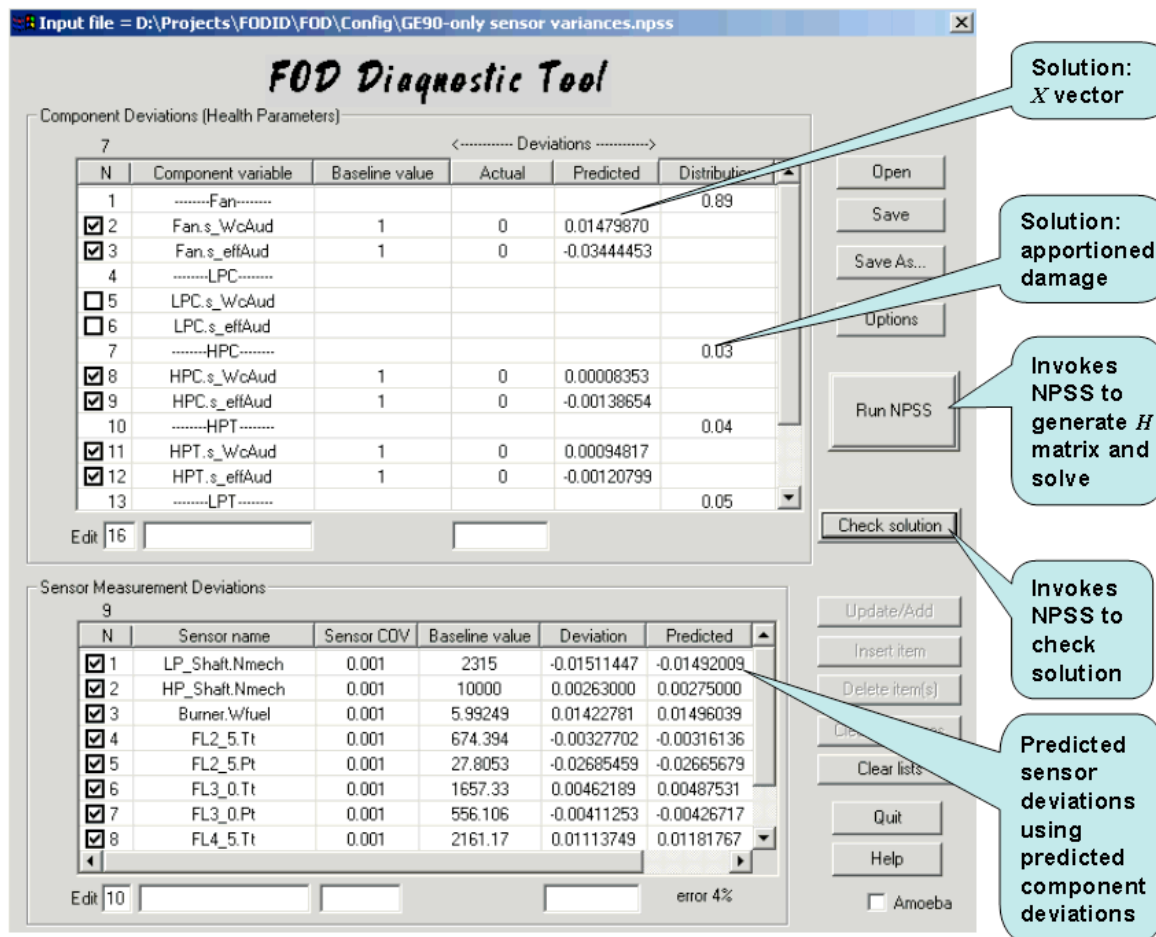 Input file = D:\Projects\FODID\FOD\Config\GE90-only sensor variances.npss
FOD Diagnostic Tool
Component Deviations (Health Parameters)
7 <----------- Deviations ----------->
N Component variable Baseline value Actual Predicted Distribution
1 --------Fan-------- 0.89
2 Fan.s_WcAud 1 0 0.01479870
3 Fan.s_effAud 1 0 -0.03444453
4 --------LPC--------
5 LPC.s_WcAud
6 LPC.s_effAud
7 --------HPC-------- 0.03
8 HPC.s_WcAud 1 0 0.00008353
9 HPC.s_effAud 1 0 -0.00138654
10 --------HPT-------- 0.04
11 HPT.s_WcAud 1 0 0.00094817
12 HPT.s_effAud 1 0 -0.00120799
13 --------LPT-------- 0.05
Edit 16
Open
Save
Save As...
Options
Run NPSS
Check solution
Sensor Measurement Deviations
9
N Sensor name Sensor COV Baseline value Deviation Predicted
1 LP_Shaft.Nmech 0.001 2315 -0.01511447 -0.01492009
2 HP_Shaft.Nmech 0.001 10000 0.00263000 0.00275000
3 Burner.Wfuel 0.001 5.99249 0.01422781 0.01496039
4 FL2_5.Tt 0.001 674.394 -0.00327702 -0.00316136
5 FL2_5.Pt 0.001 27.8053 -0.02685459 -0.02665679
6 FL3_0.Tt 0.001 1657.33 0.00462189 0.00487531
7 FL3_0.Pt 0.001 556.106 -0.00411253 -0.00426717
8 FL4_5.Tt 0.001 2161.17 0.01113749 0.01181767
Edit 10 error 4%
Update/Add
Insert item
Delete item(s)
Clear lists
Quit
Help
Amoeba
Solution:
X vector
Solution:
apportioned
damage
Invokes
NPSS to
generate H
matrix and
solve
Invokes
NPSS to
check
solution
Predicted
sensor
deviations
using
predicted
component
deviations